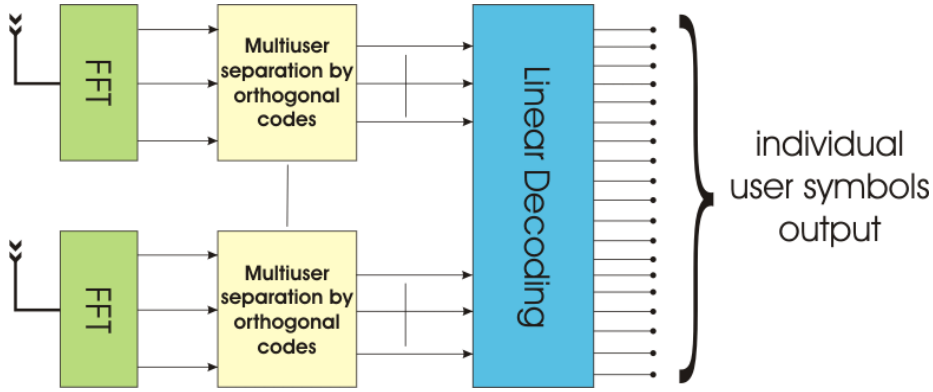 FFT
Multiuser
separation by
orthogonal
codes
Linear Decoding
individual
user symbols
output
FFT
Multiuser
separation by
orthogonal
codes